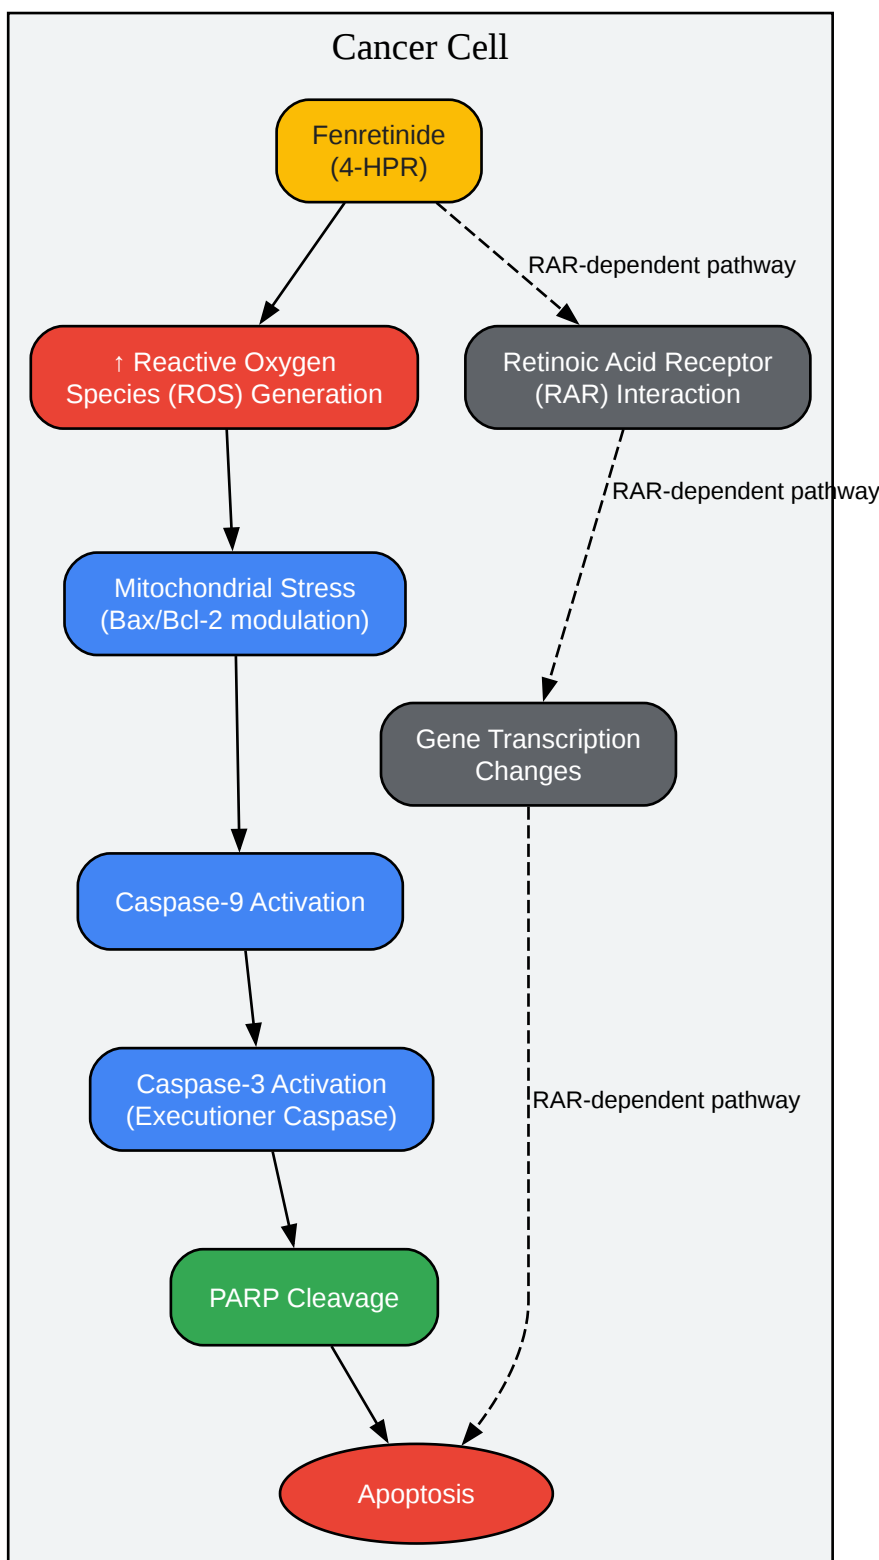 Cancer Cell
Fenretinide
(4-HPR)
RAR-dependent pathway
↑ Reactive Oxygen
Species (ROS) Generation
Retinoic Acid Receptor
(RAR) Interaction
RAR-dependent pathway
Mitochondrial Stress
(Bax/Bcl-2 modulation)
Gene Transcription
Changes
Caspase-9 Activation
Caspase-3 Activation
(Executioner Caspase)
RAR-dependent pathway
PARP Cleavage
Apoptosis